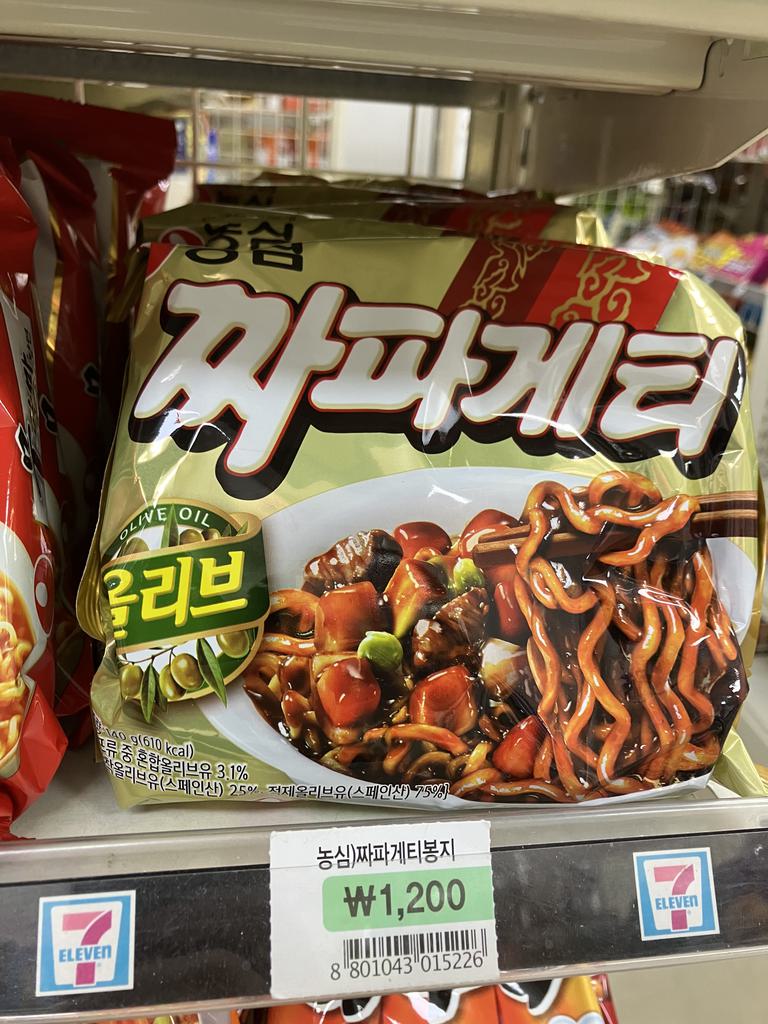 농심
짜파게티
OLIVE OIL
올리브
140 g(610 kcal)
중 혼합올리브유 3.1%
올리브유(스페인산) 25%, 정제올리브유(스페인산) 75%]
농심)짜파게티봉지
₩1,200
8 801043 015226
7
ELEVEN
7
ELEVEN